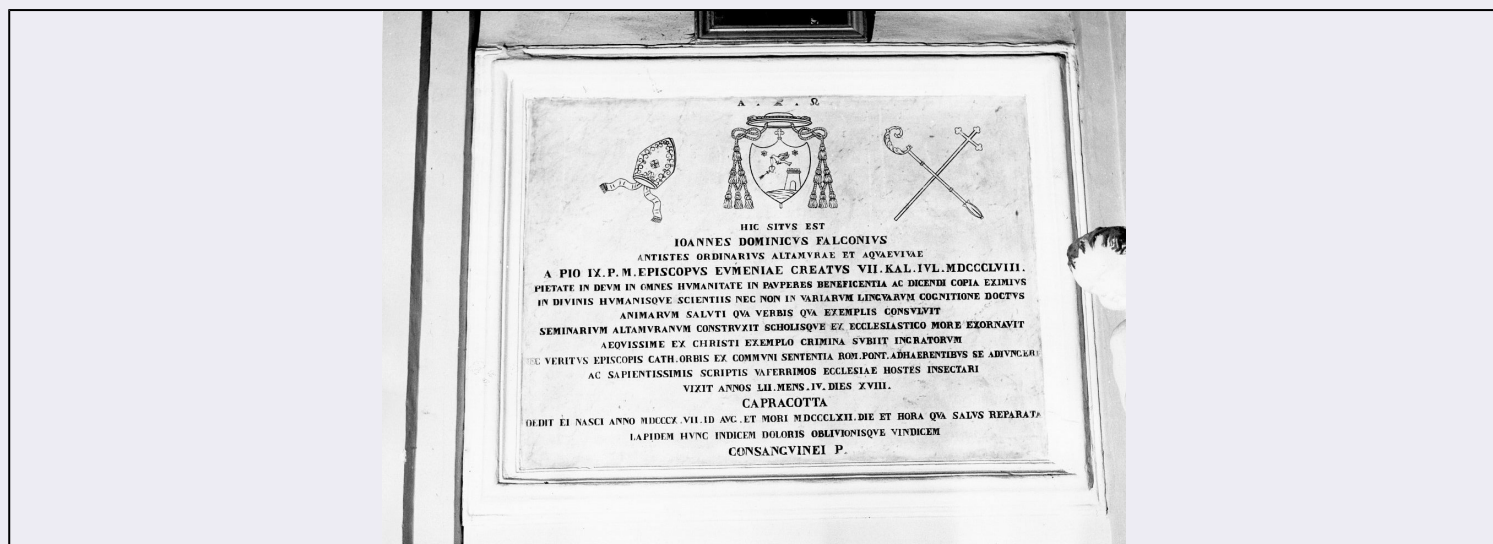 A . Ω
HIC SITVS EST
IOANNES DOMINICVS FALCONIVS
ANTISTES ORDINARIVS ALTAMVRAE ET AQVAEVIVAE
A PIO IX.P.M.EPISCOPVS EVMENIAE CREATVS VII.KAL.IVL.MDCCCLVIII.
PIETATE IN DEVM IN OMNES HVMANITATE IN PAVPERES BENEFICENTIA AC DICENDI COPIA EXIMIVS
IN DIVINIS HVMANISQVE SCIENTIIS NEC NON IN VARIARVM LINGVARVM COGNITIONE DOCTVS
ANIMARVM SALVTI QVA VERBIS QVA EXEMPLIS CONSVLVIT
SEMINARIVM ALTAMVRANVM CONSTRVXIT SCHOLISQVE EX ECCLESIASTICO MORE EXORNAVIT
AEQVISSIME EX CHRISTI EXEMPLO CRIMINA SVBIIT INGRATORVM
VERITVS EPISCOPIS CATH.ORBIS EX COMMVNI SENTENTIA ROM.PONT.ADHAERENTIBVS SE ADIVNCERE
AC SAPIENTISSIMIS SCRIPTIS VAFERRIMOS ECCLESIAE HOSTES INSECTARI
VIXIT ANNOS LII.MENS.IV.DIES XVIII.
CAPRACOTTA
DEDIT EI NASCI ANNO MDCCCX.VII.ID AVG.ET MORI MDCCCLXII.DIE ET HORA QVA SALVS REPARATA
LAPIDEM HVNC INDICEM DOLORIS OBLIVIONISQVE VINDICEM
CONSANGVINEI P.